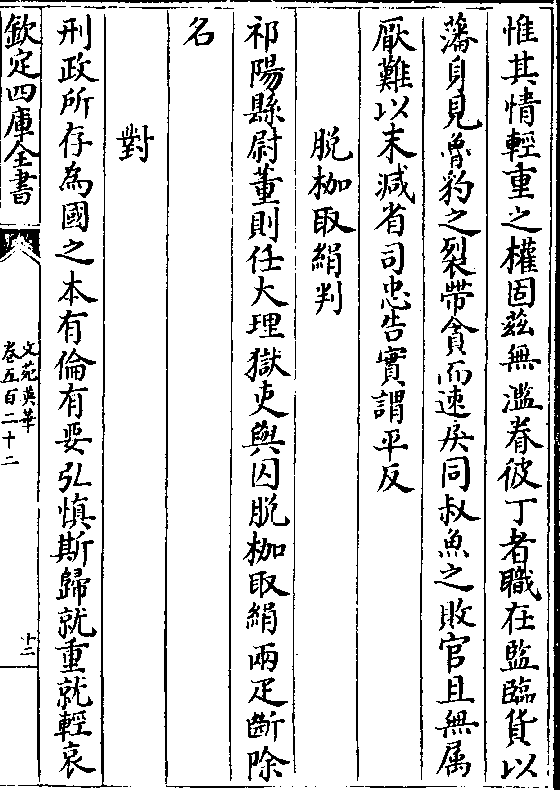 惟其情輕重之權固茲無濫眷彼丁者職在監臨貨以
藩身見魯豹之裂帶貪而速戾同叔魚之敗官且無属
厭難以末減省司忠告實謂平反
脫枷取絹判
祁陽縣尉董則任大理獄吏與囚脫枷取絹兩疋斷除
名
對
刑政所存為國之本有倫有要弘慎斯歸就重就輕哀
欽定四庫全書
文苑英華
卷五百二十二
十二